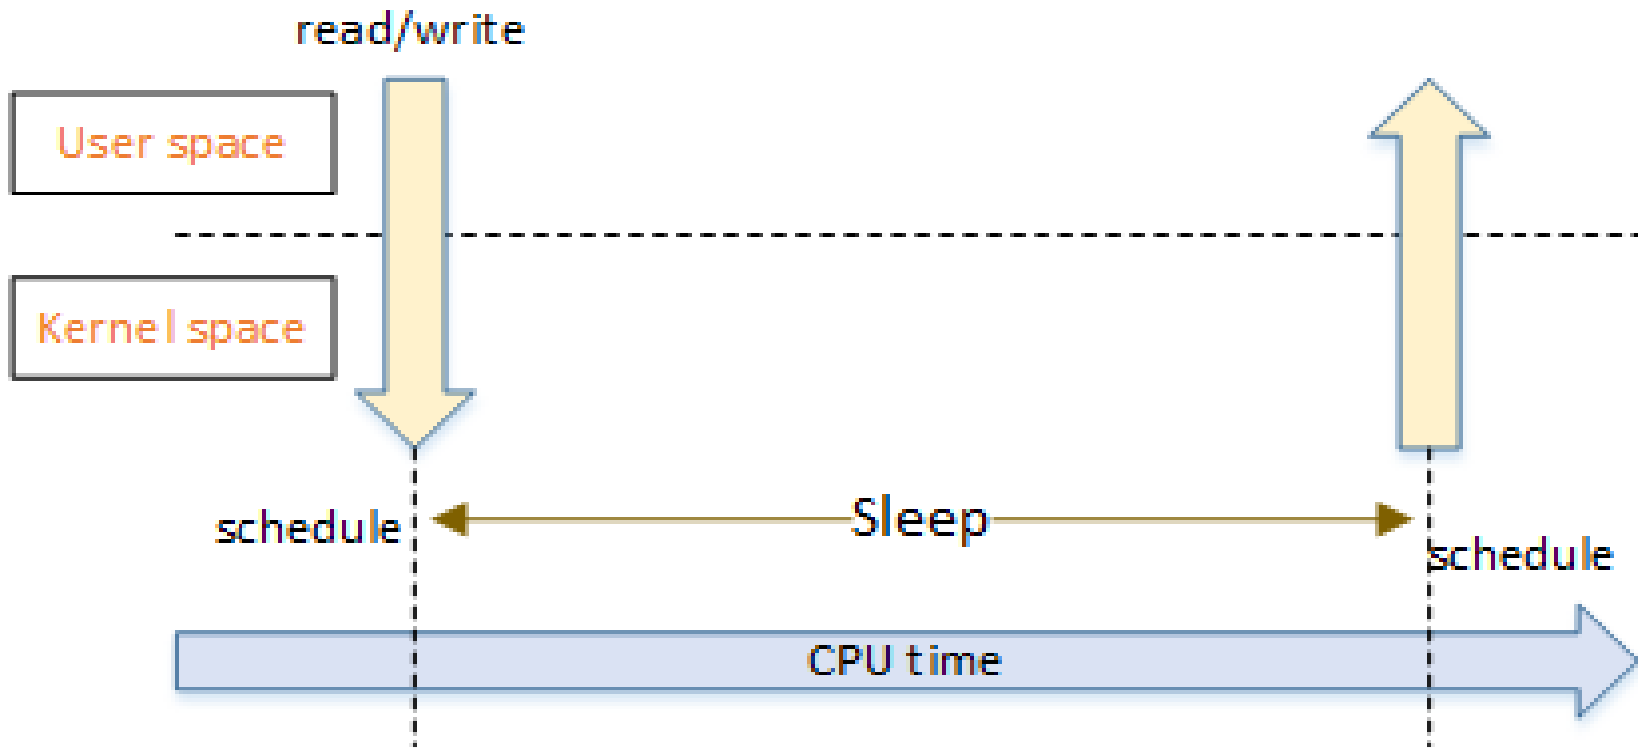 read/write
User space
Kernel space
schedule
Sleep
schedule
CPU time